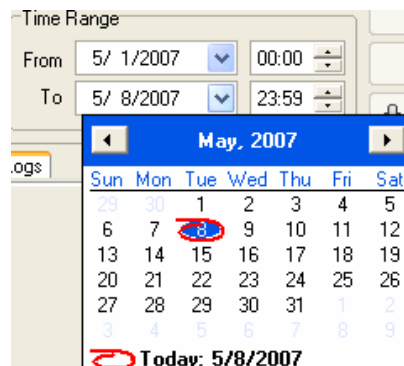 Time Range
From 5/ 1/2007 00:00
To 5/ 8/2007 23:59
May, 2007
Sun Mon Tue Wed Thu Fri Sat
29 30 1 2 3 4 5
6 7 8 9 10 11 12
13 14 15 16 17 18 19
20 21 22 23 24 25 26
27 28 29 30 31 1 2
3 4 5 6 7 8 9
Today: 5/8/2007